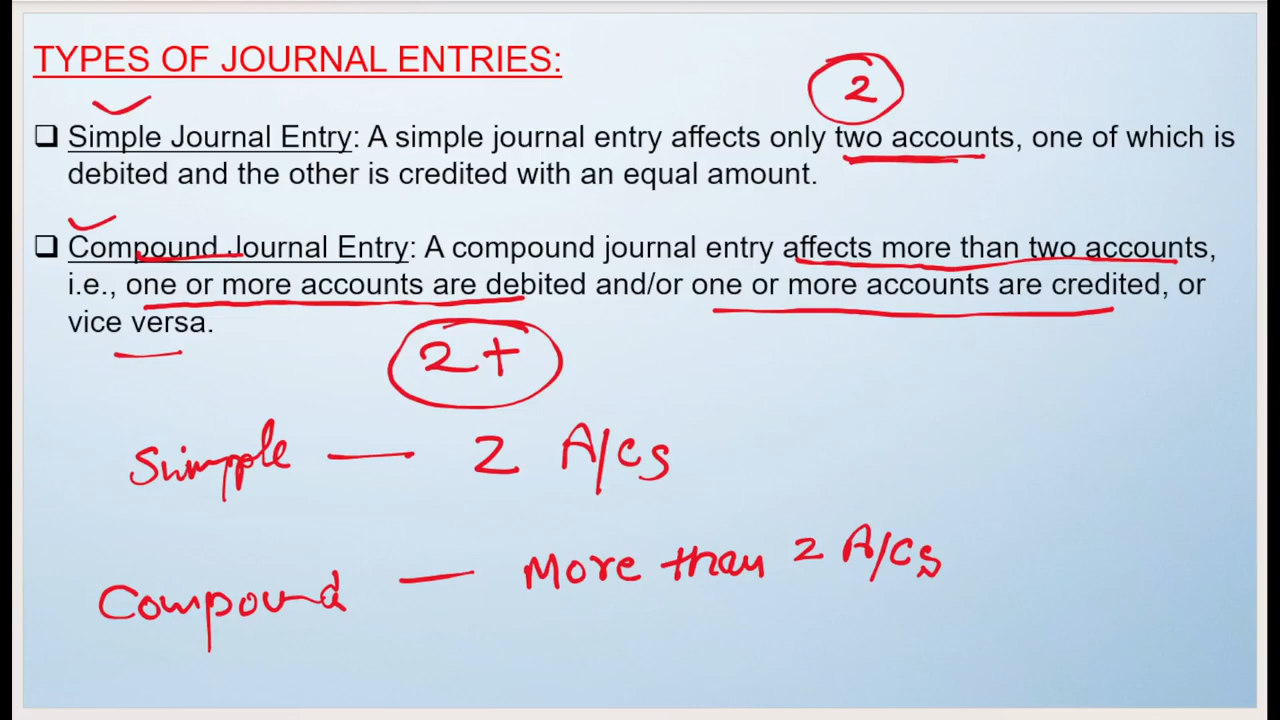 TYPES OF JOURNAL ENTRIES:
2
Simple Journal Entry: A simple journal entry affects only two accounts, one of which is
debited and the other is credited with an equal amount.
Compound Journal Entry: A compound journal entry affects more than two accounts,
i.e., one or more accounts are debited and/or one or more accounts are credited, or
vice versa.
2+
Simple — 2 A/Cs
Compound — More than 2 A/Cs